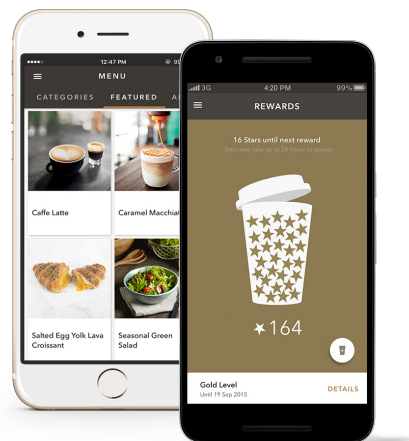 12:47 PM
MENU
CATEGORIES FEATURED
Caffe Latte
Caramel Macchiat
Salted Egg Yolk Lava
Croissant
Seasonal Green
Salad
3G 4:20 PM 99%
REWARDS
16 Stars until next reward
Stars may take up to 24 hours to appear
164
Gold Level
Until 19 Sep 2015
DETAILS